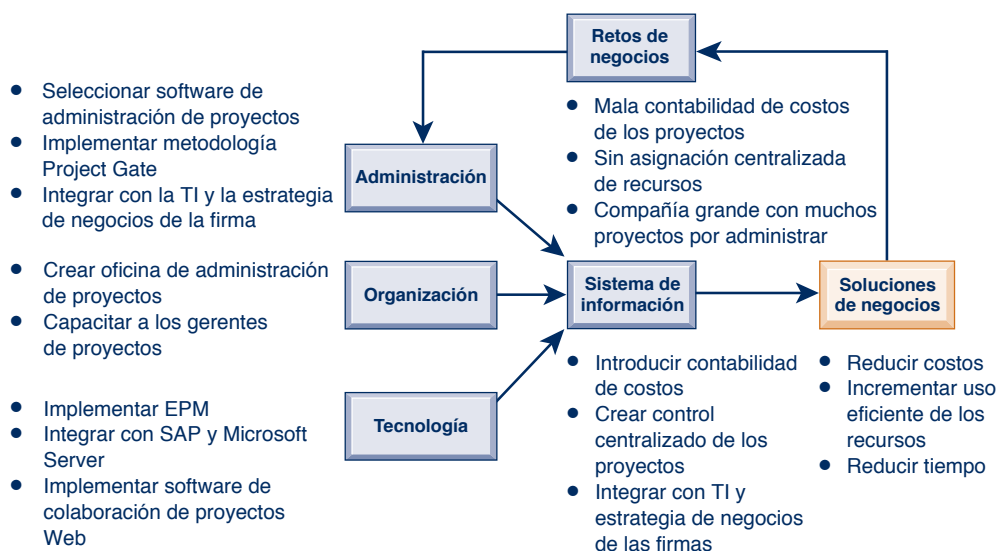 Retos de
negocios
• Mala contabilidad de costos
de los proyectos
• Sin asignación centralizada
de recursos
• Compañía grande con muchos
proyectos por administrar
• Seleccionar software de
administración de proyectos
• Implementar metodología
Project Gate
• Integrar con la TI y la estrategia
de negocios de la firma
Administración
• Crear oficina de administración
de proyectos
• Capacitar a los gerentes
de proyectos
Organización
• Implementar EPM
• Integrar con SAP y Microsoft
Server
• Implementar software de
colaboración de proyectos
Web
Tecnología
Sistema de
información
• Introducir contabilidad
de costos
• Crear control
centralizado de los
proyectos
• Integrar con TI y
estrategia de negocios
de las firmas
Soluciones
de negocios
• Reducir costos
• Incrementar uso
eficiente de los
recursos
• Reducir tiempo